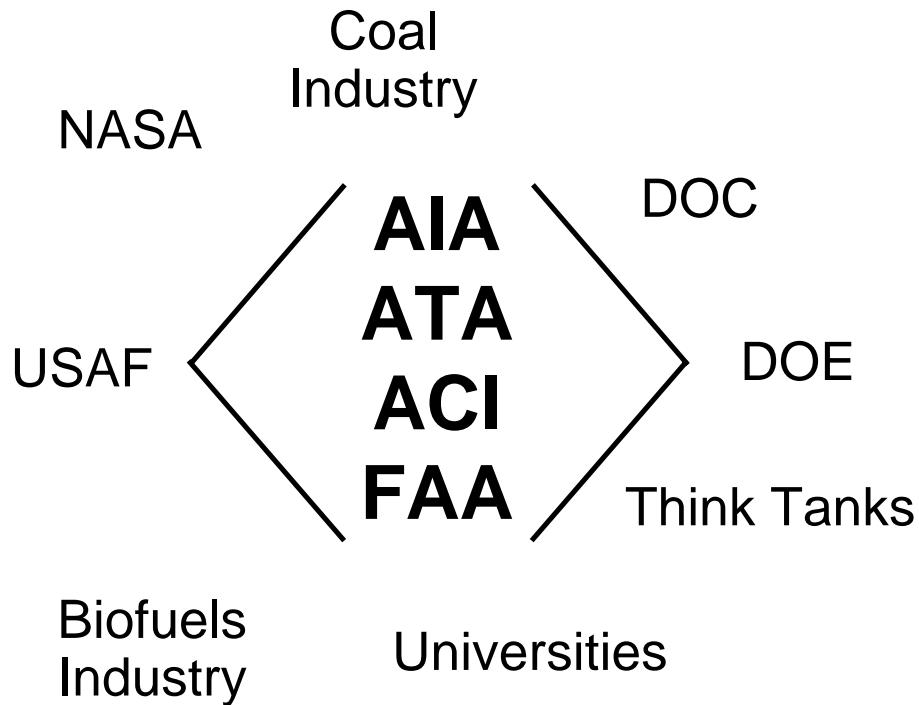 Coal
Industry
NASA
DOC
AIA
ATA
USAF
DOE
ACI
FAA
Think Tanks
Biofuels
Industry
Universities